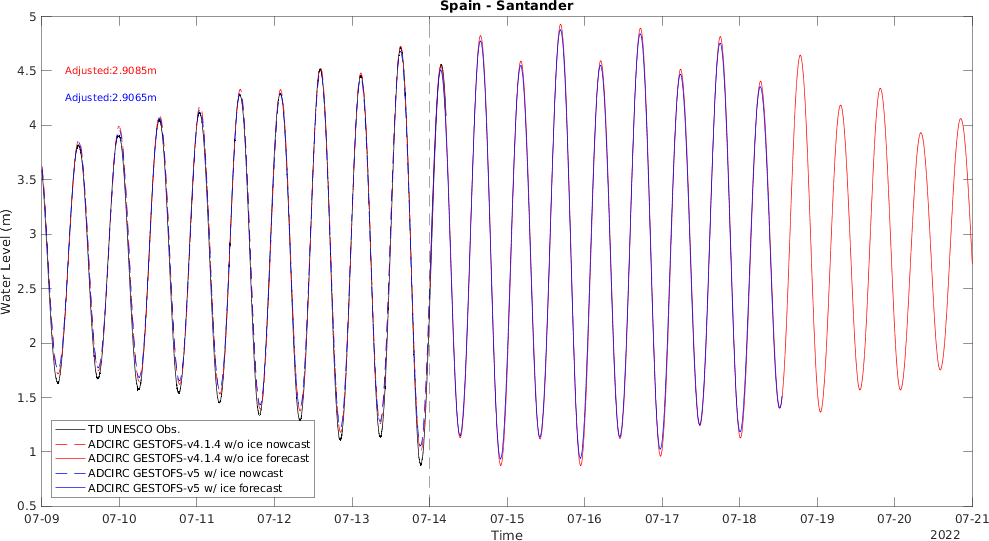 Spain - Santander
5
4.5
4
3.5
3
2.5
2
1.5
1
0.5
Water Level (m)
Adjusted:2.9085m
Adjusted:2.9065m
TD UNESCO Obs.
ADCIRC GESTOFS-v4.1.4 w/o ice nowcast
ADCIRC GESTOFS-v4.1.4 w/o ice forecast
ADCIRC GESTOFS-v5 w/ ice nowcast
ADCIRC GESTOFS-v5 w/ ice forecast
07-09 07-10 07-11 07-12 07-13 07-14 07-15 07-16 07-17 07-18 07-19 07-20 07-21
Time
2022